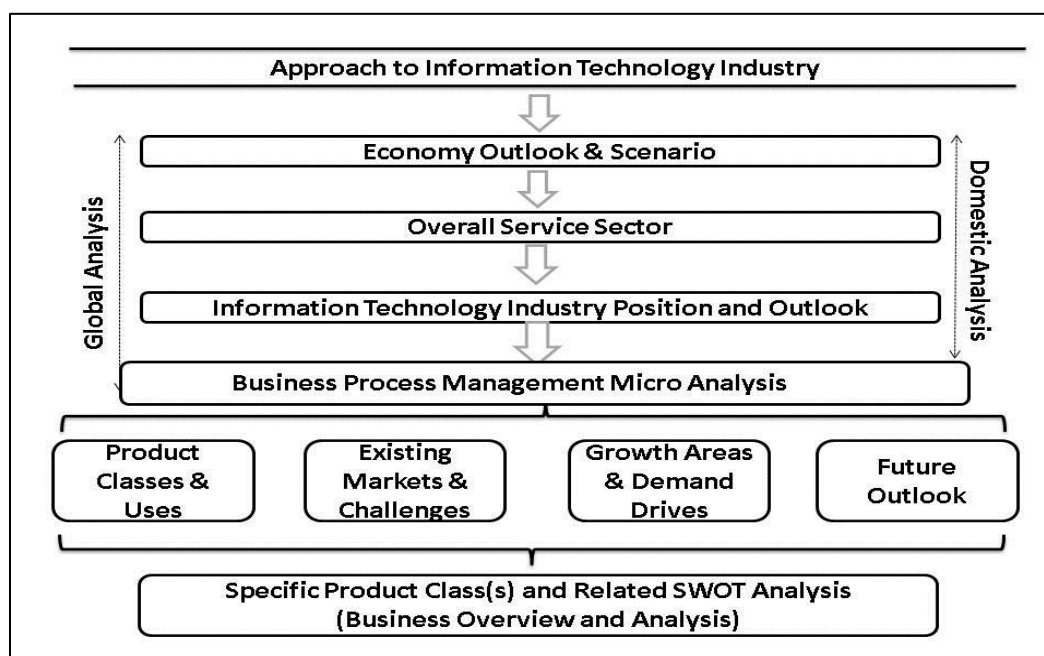 Approach to Information Technology Industry
Economy Outlook & Scenario
Overall Service Sector
Information Technology Industry Position and Outlook
Global Analysis
Domestic Analysis
Business Process Management Micro Analysis
Product
Classes &
Uses
Existing
Markets &
Challenges
Growth Areas
& Demand
Drives
Future
Outlook
Specific Product Class(s) and Related SWOT Analysis
(Business Overview and Analysis)